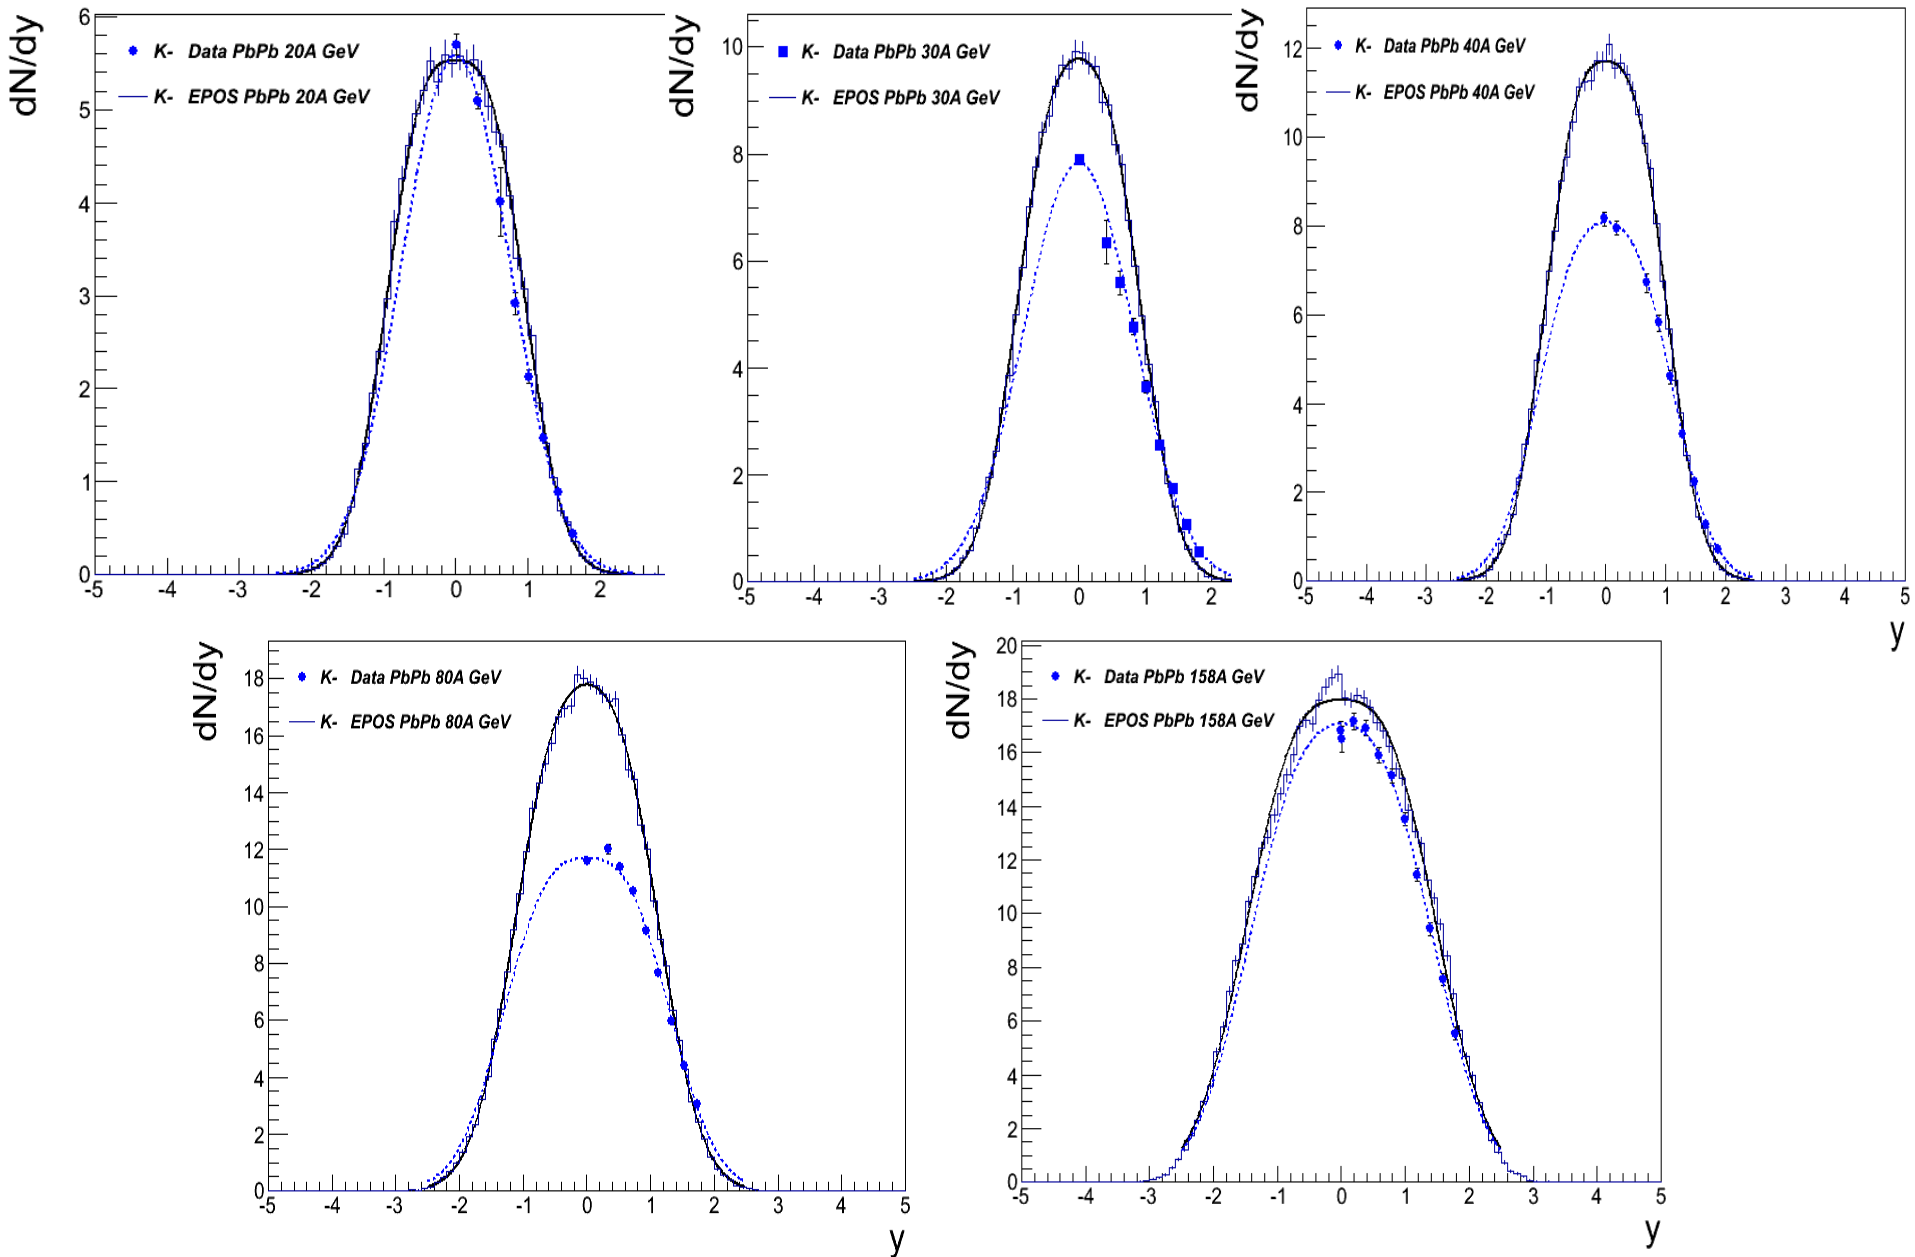 dN/dy
6
5
4
3
2
1
0
K- Data PbPb 20A GeV
K- EPOS PbPb 20A GeV
-5 -4 -3 -2 -1 0 1 2
dN/dy
10
8
6
4
2
0
K- Data PbPb 30A GeV
K- EPOS PbPb 30A GeV
-5 -4 -3 -2 -1 0 1 2
dN/dy
12
10
8
6
4
2
0
K- Data PbPb 40A GeV
K- EPOS PbPb 40A GeV
-5 -4 -3 -2 -1 0 1 2 3 4 5
y
dN/dy
18
16
14
12
10
8
6
4
2
0
K- Data PbPb 80A GeV
K- EPOS PbPb 80A GeV
-5 -4 -3 -2 -1 0 1 2 3 4 5
y
dN/dy
20
18
16
14
12
10
8
6
4
2
0
K- Data PbPb 158A GeV
K- EPOS PbPb 158A GeV
-5 -4 -3 -2 -1 0 1 2 3 4 5
y